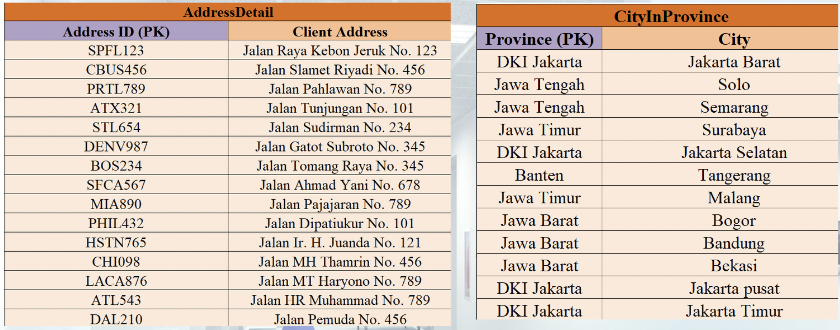 AddressDetail
Address ID (PK) Client Address
SPFL123 Jalan Raya Kebon Jeruk No. 123
CBUS456 Jalan Slamet Riyadi No. 456
PRTL789 Jalan Pahlawan No. 789
ATX321 Jalan Tunjungan No. 101
STL654 Jalan Sudirman No. 234
DENV987 Jalan Gatot Subroto No. 345
BOS234 Jalan Tomang Raya No. 345
SFCA567 Jalan Ahmad Yani No. 678
MIA890 Jalan Pajajaran No. 789
PHIL432 Jalan Dipatiukur No. 101
HSTN765 Jalan Ir. H. Juanda No. 121
CHI098 Jalan MH Thamrin No. 456
LACA876 Jalan MT Haryono No. 789
ATL543 Jalan HR Muhammad No. 789
DAL210 Jalan Pemuda No. 456
CityInProvince
Province (PK) City
DKI Jakarta Jakarta Barat
Jawa Tengah Solo
Jawa Tengah Semarang
Jawa Timur Surabaya
DKI Jakarta Jakarta Selatan
Banten Tangerang
Jawa Timur Malang
Jawa Barat Bogor
Jawa Barat Bandung
Jawa Barat Bekasi
DKI Jakarta Jakarta pusat
DKI Jakarta Jakarta Timur